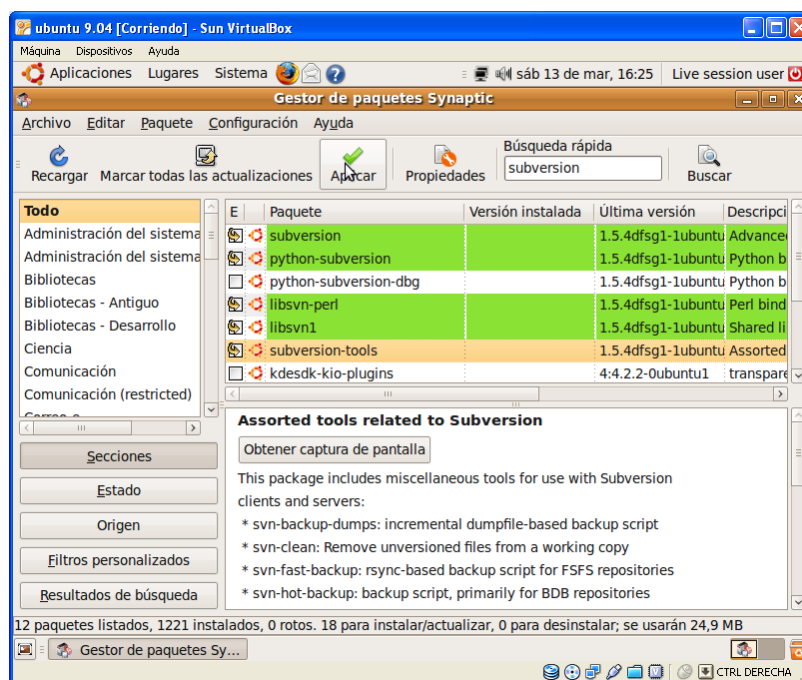 ubuntu 9.04 [Corriendo] - Sun VirtualBox
Máquina Dispositivos Ayuda
Aplicaciones Lugares Sistema sáb 13 de mar, 16:25 Live session user
Gestor de paquetes Synaptic
Archivo Editar Paquete Configuración Ayuda
Búsqueda rápida
subversion
Recargar Marcar todas las actualizaciones Aplicar Propiedades Buscar
Todo
Administración del sistema
Administración del sistema
Bibliotecas
Bibliotecas - Antiguo
Bibliotecas - Desarrollo
Ciencia
Comunicación
Comunicación (restricted)
Correo-e
E Paquete Versión instalada Última versión Descripci
subversion 1.5.4dfsg1-1ubuntu Advanced
python-subversion 1.5.4dfsg1-1ubuntu Python b
python-subversion-dbg 1.5.4dfsg1-1ubuntu Python b
libsvn-perl 1.5.4dfsg1-1ubuntu Perl bind
libsvn1 1.5.4dfsg1-1ubuntu Shared li
subversion-tools 1.5.4dfsg1-1ubuntu Assorted
kdesdk-kio-plugins 4:4.2.2-0ubuntu1 transpare
Secciones
Estado
Origen
Filtros personalizados
Resultados de búsqueda
Assorted tools related to Subversion
Obtener captura de pantalla
This package includes miscellaneous tools for use with Subversion
clients and servers:
* svn-backup-dumps: incremental dumpfile-based backup script
* svn-clean: Remove unversioned files from a working copy
* svn-fast-backup: rsync-based backup script for FSFS repositories
* svn-hot-backup: backup script, primarily for BDB repositories
12 paquetes listados, 1221 instalados, 0 rotos. 18 para instalar/actualizar, 0 para desinstalar; se usarán 24,9 MB
Gestor de paquetes Sy...
CTRL DERECHA